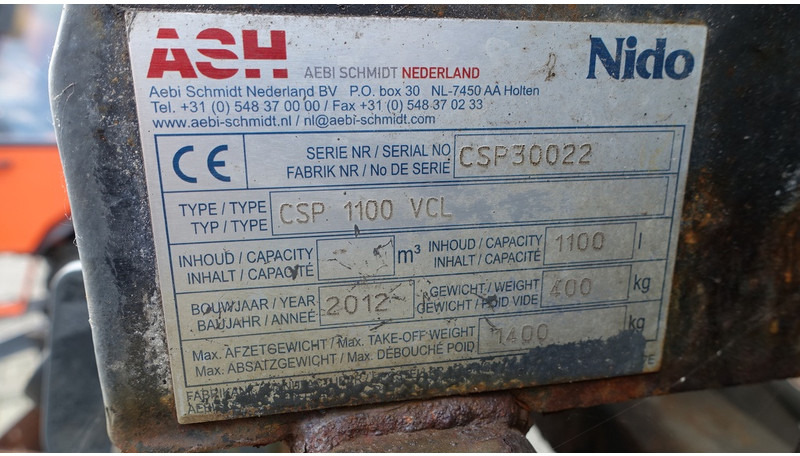 ASH AEBI SCHMIDT NEDERLAND Nido
Aebi Schmidt Nederland BV P.O. box 30 NL-7450 AA Holten
Tel. +31 (0) 548 37 00 00 / Fax +31 (0) 548 37 02 33
www.aebi-schmidt.nl / nl@aebi-schmidt.com
CE
SERIE NR / SERIAL NO
FABRIK NR / No DE SERIE
CSP30022
TYPE / TYPE
TYP / TYPE
CSP 1100 VCL
INHOUD / CAPACITY
INHALT / CAPACITÉ
m³
INHOUD / CAPACITY
INHALT / CAPACITÉ
1100 l
BOUWJAAR / YEAR
BAUJAHR / ANNEÉ
2012
GEWICHT / WEIGHT
GEWICHT / POID VIDE
400 kg
Max. AFZETGEWICHT / Max. TAKE-OFF WEIGHT
Max. ABSATZGEWICHT / Max. DÉBOUCHÉ POID
1400 kg